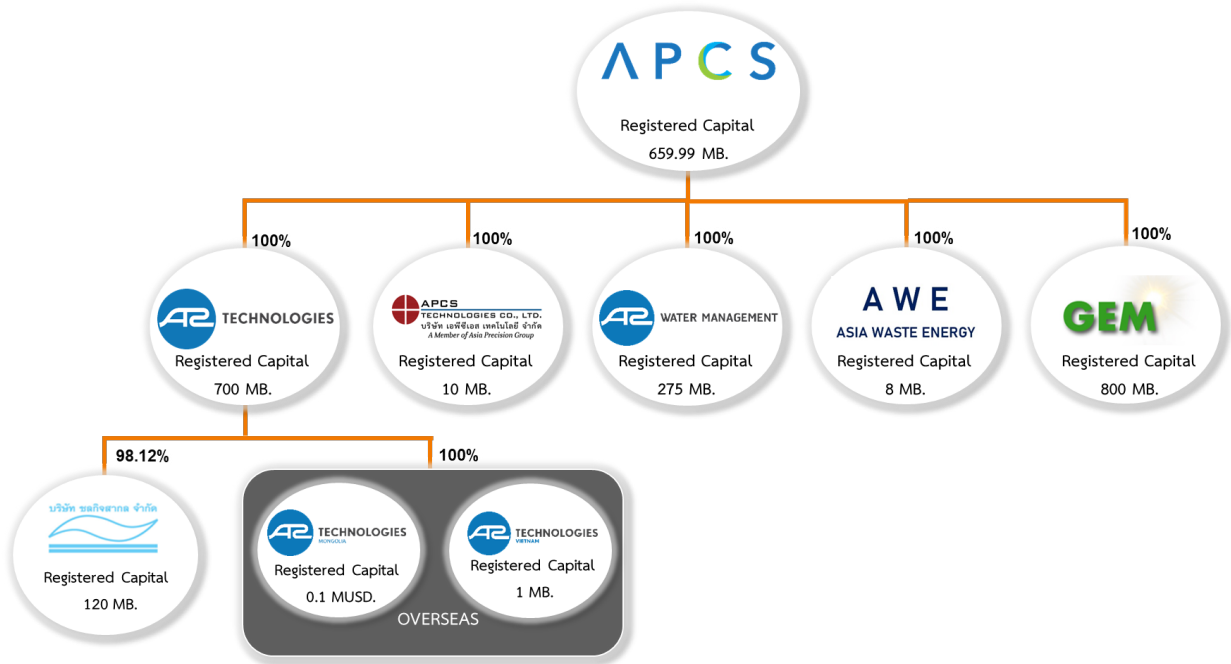 APCS
Registered Capital
659.99 MB.
100%
100%
100%
100%
100%
A2 TECHNOLOGIES
Registered Capital
700 MB.
APCS
TECHNOLOGIES CO., LTD.
บริษัท เอพีซีเอส เทคโนโลยี จำกัด
A Member of Asia Precision Group
Registered Capital
10 MB.
A2 WATER MANAGEMENT
Registered Capital
275 MB.
AWE
ASIA WASTE ENERGY
Registered Capital
8 MB.
GEM
Registered Capital
800 MB.
98.12%
100%
บริษัท ชลกิจสากล จำกัด
Registered Capital
120 MB.
A2 TECHNOLOGIES
MONGOLIA
Registered Capital
0.1 MUSD.
A2 TECHNOLOGIES
VIETNAM
Registered Capital
1 MB.
OVERSEAS